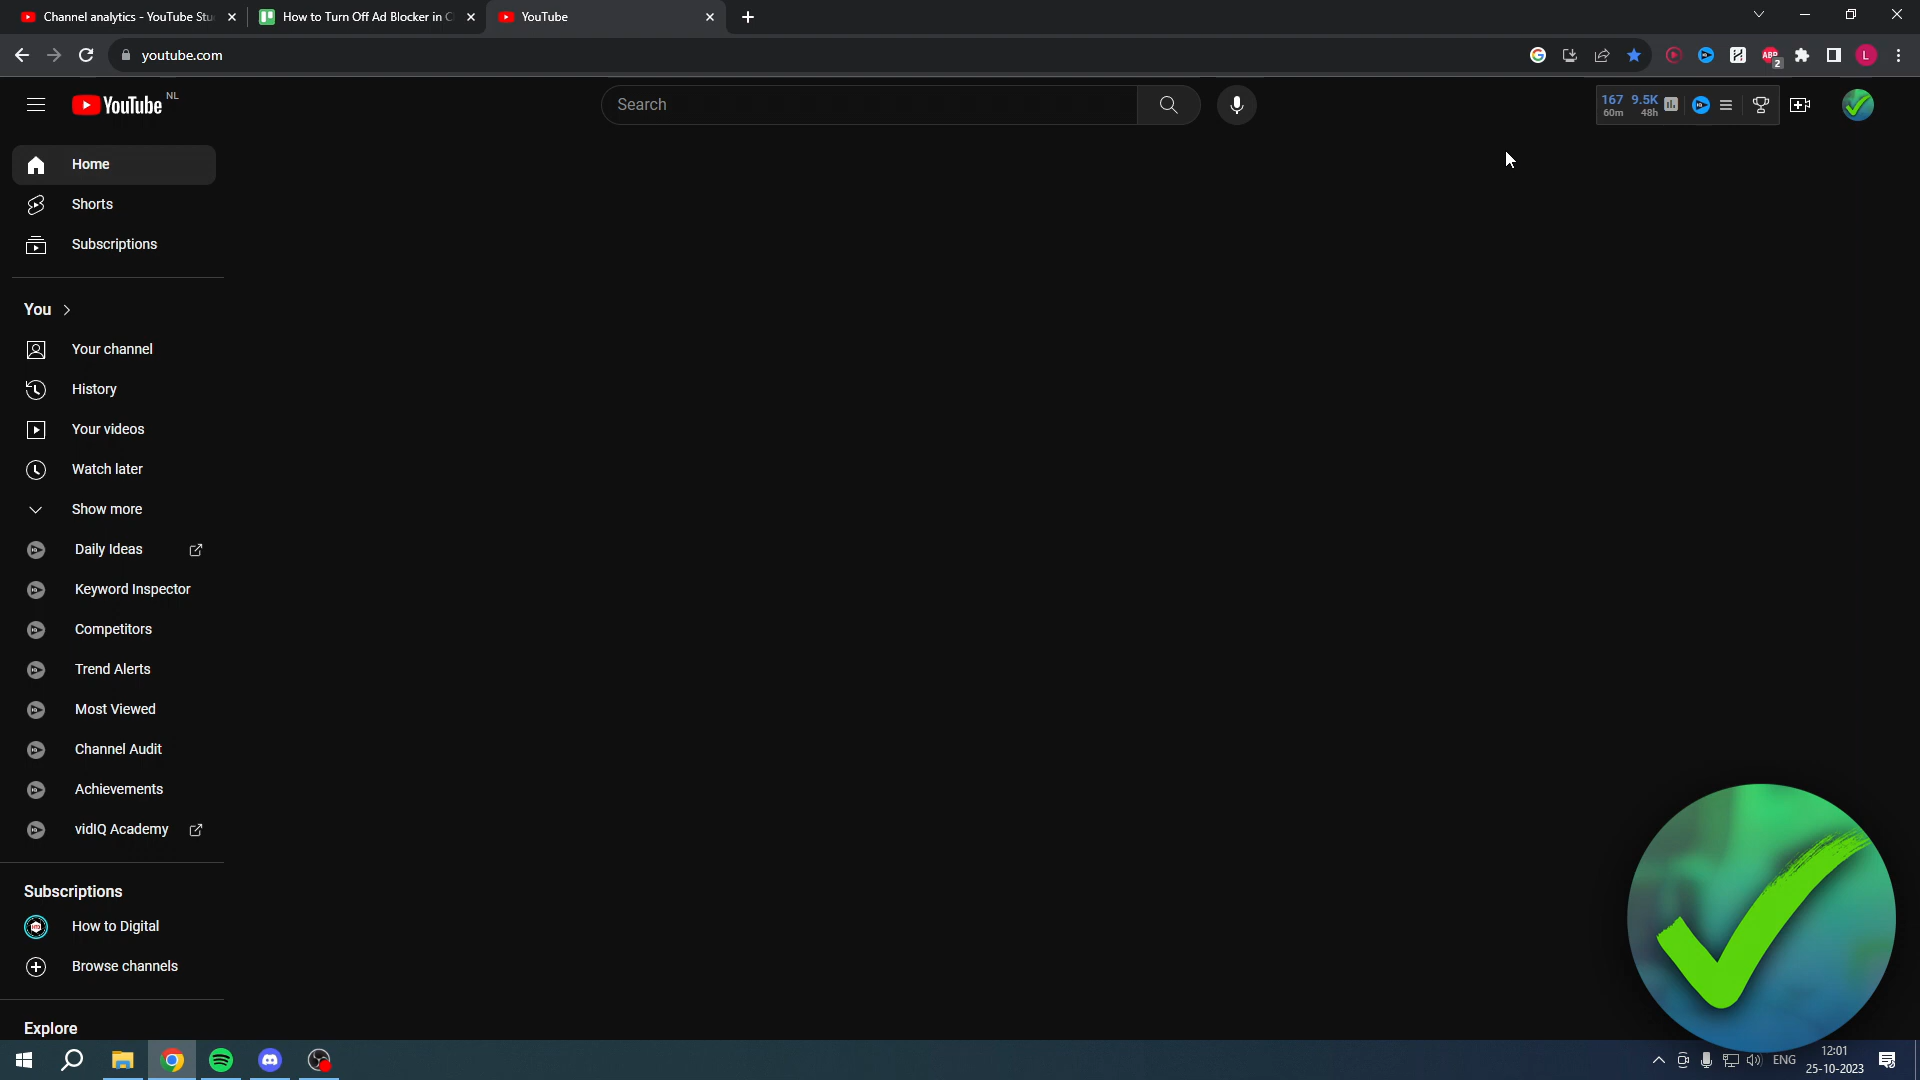 Channel analytics - YouTube Stu
How to Turn Off Ad Blocker in C
YouTube
youtube.com
ABP
2
L
YouTube NL
Search
167 9.5K
60m 48h
Home
Shorts
Subscriptions
You
Your channel
History
Your videos
Watch later
Show more
Daily Ideas
Keyword Inspector
Competitors
Trend Alerts
Most Viewed
Channel Audit
Achievements
vidIQ Academy
Subscriptions
How to Digital
Browse channels
Explore
ENG
12:01
25-10-2023